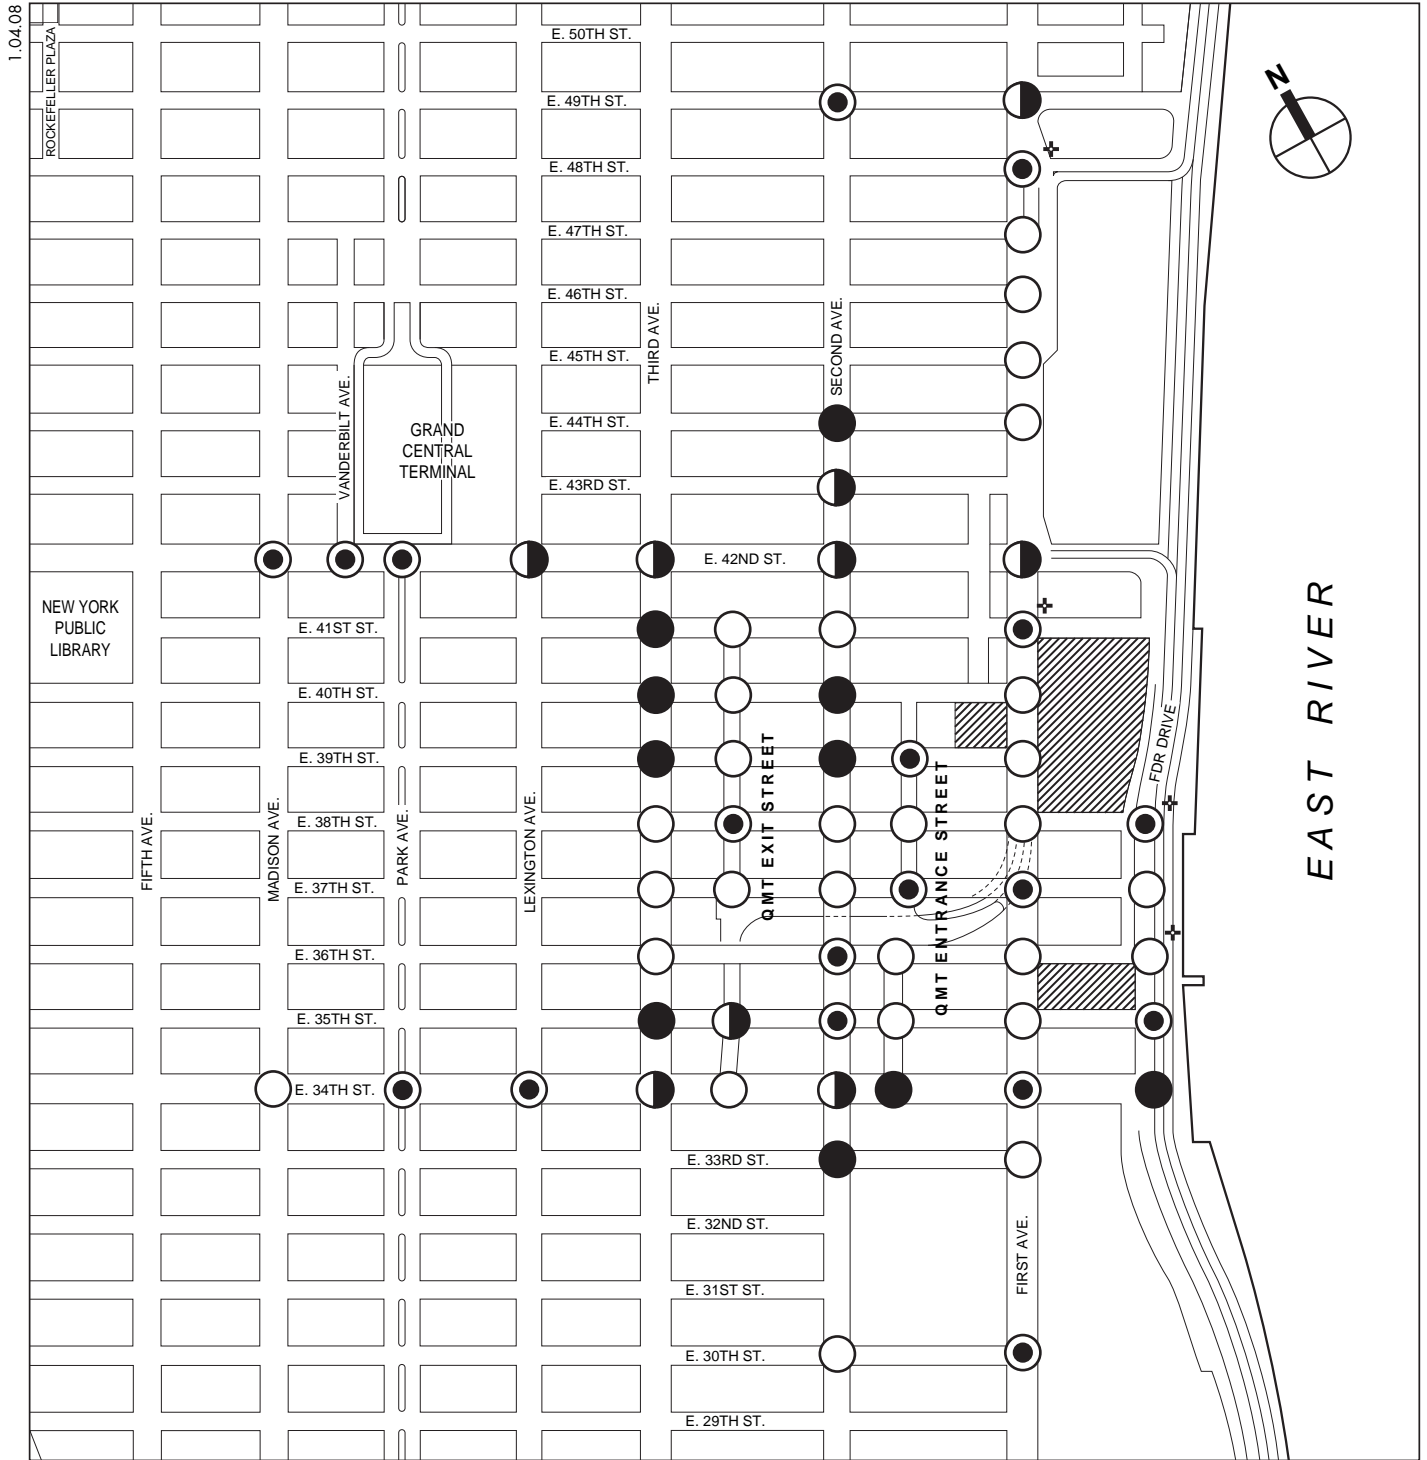 1.04.08
ROCKEFELLER PLAZA
E. 50TH ST.
N
E. 49TH ST.
E. 48TH ST.
E. 47TH ST.
E. 46TH ST.
THIRD AVE.
SECOND AVE.
E. 45TH ST.
VANDERBILT AVE.
GRAND
CENTRAL
TERMINAL
E. 44TH ST.
E. 43RD ST.
E. 42ND ST.
NEW YORK
PUBLIC
LIBRARY
E. 41ST ST.
E. 40TH ST.
E. 39TH ST.
QMT EXIT STREET
QMT ENTRANCE STREET
FDR DRIVE
EAST RIVER
FIFTH AVE.
MADISON AVE.
PARK AVE.
LEXINGTON AVE.
E. 38TH ST.
E. 37TH ST.
E. 36TH ST.
E. 35TH ST.
E. 34TH ST.
E. 33RD ST.
E. 32ND ST.
FIRST AVE.
E. 31ST ST.
E. 30TH ST.
E. 29TH ST.